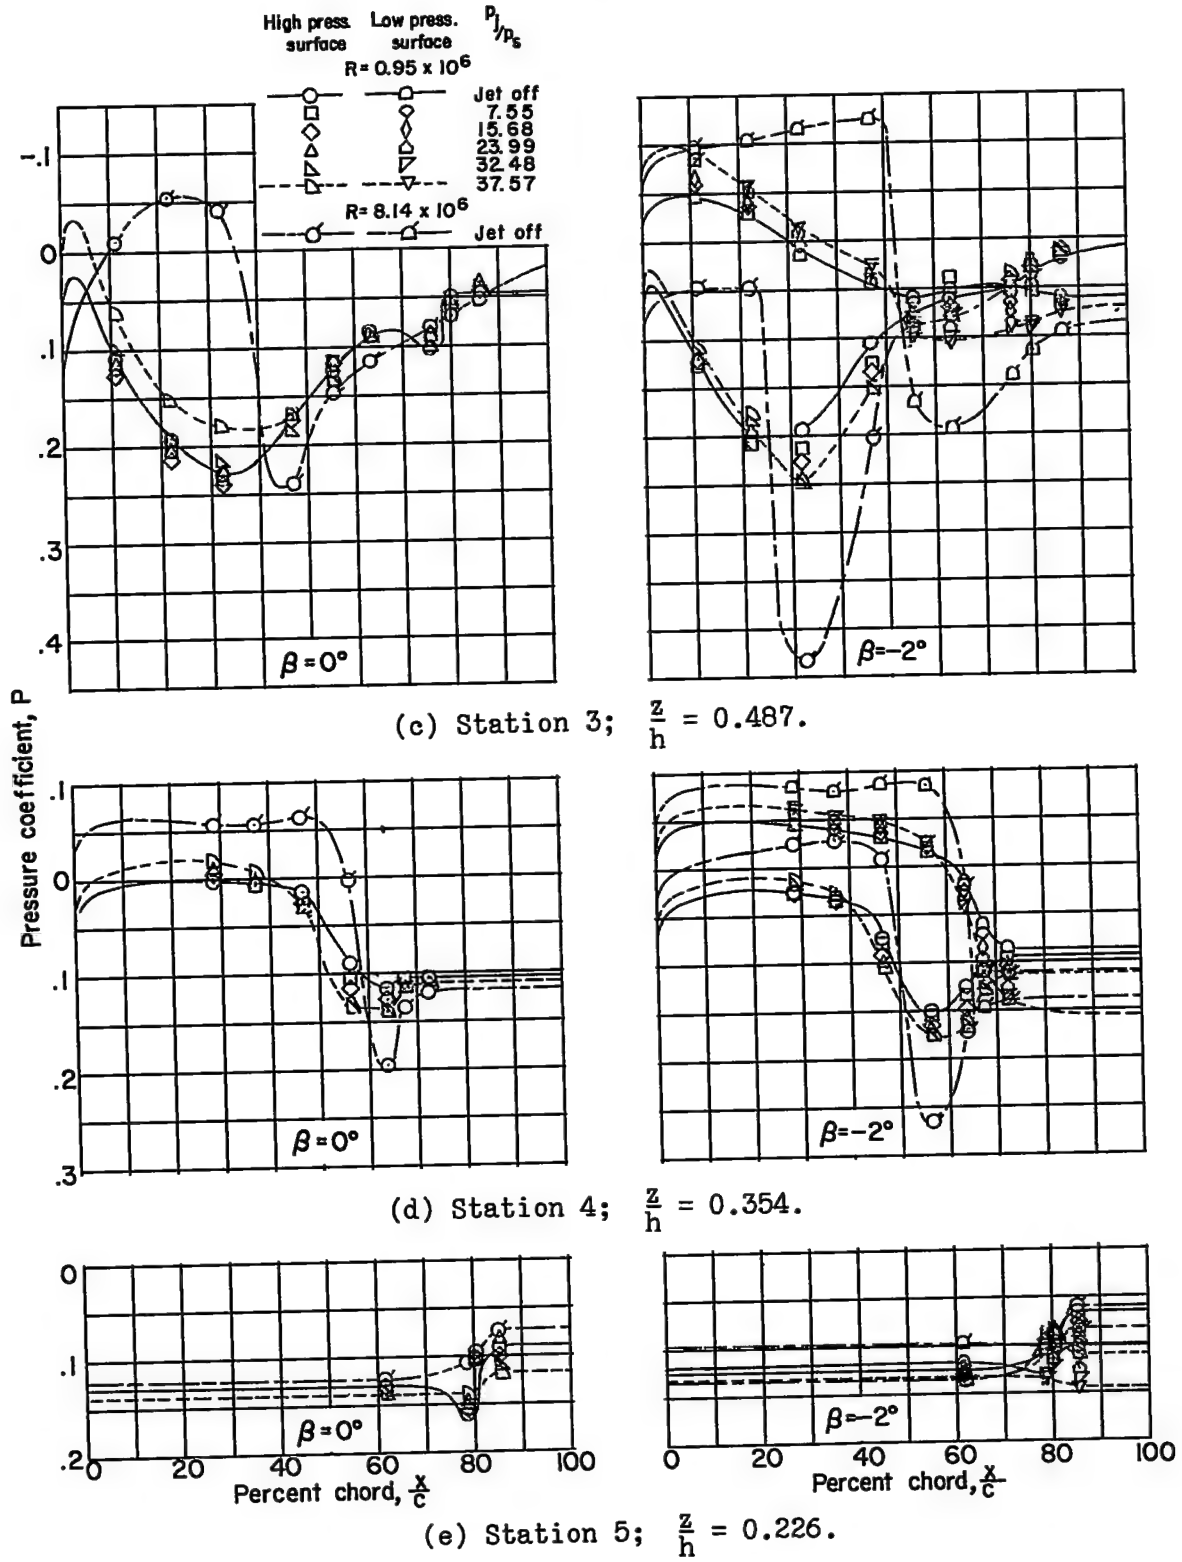 High press. Low press. Pj/ps
surface surface
R = 0.95 x 10⁶
Jet off
7.55
15.68
23.99
32.48
37.57
R = 8.14 x 10⁶
Jet off
-.1
0
.1
.2
.3
.4
β = 0°
β = -2°
(c) Station 3; z/h = 0.487.
Pressure coefficient, P
.1
0
.1
.2
.3
β = 0°
β = -2°
(d) Station 4; z/h = 0.354.
0
.1
.2
β = 0°
β = -2°
0 20 40 60 80 100
0 20 40 60 80 100
Percent chord, x/c
Percent chord, x/c
(e) Station 5; z/h = 0.226.